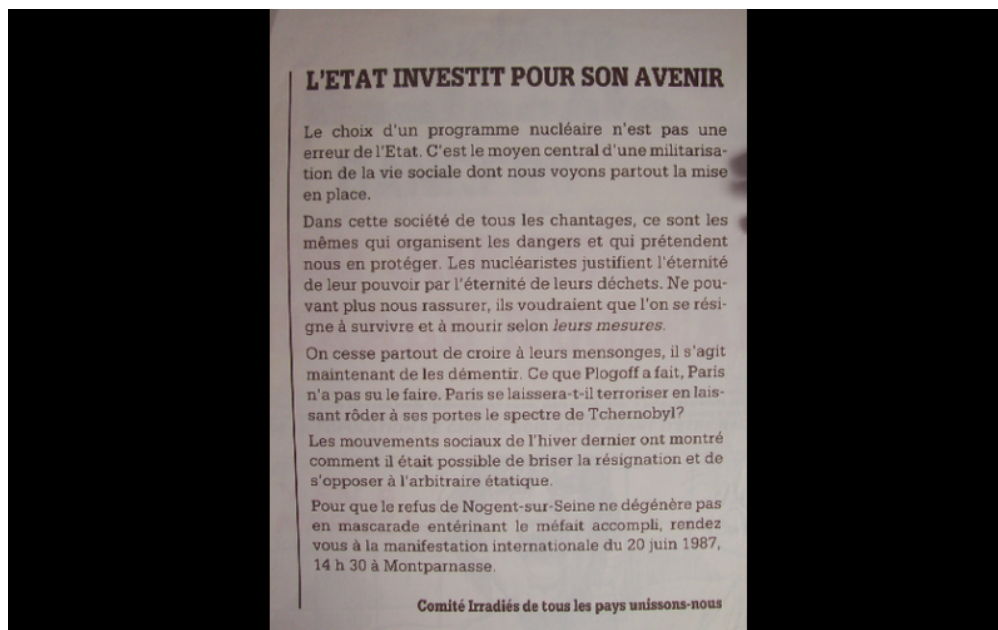 L'ETAT INVESTIT POUR SON AVENIR
Le choix d'un programme nucléaire n'est pas une
erreur de l'Etat. C'est le moyen central d'une militarisa-
tion de la vie sociale dont nous voyons partout la mise
en place.
Dans cette société de tous les chantages, ce sont les
mêmes qui organisent les dangers et qui prétendent
nous en protéger. Les nucléaristes justifient l'éternité
de leur pouvoir par l'éternité de leurs déchets. Ne pou-
vant plus nous rassurer, ils voudraient que l'on se rési-
gne à survivre et à mourir selon leurs mesures.
On cesse partout de croire à leurs mensonges, il s'agit
maintenant de les démentir. Ce que Plogoff a fait, Paris
n'a pas su le faire. Paris se laissera-t-il terroriser en lais-
sant rôder à ses portes le spectre de Tchernobyl?
Les mouvements sociaux de l'hiver dernier ont montré
comment il était possible de briser la résignation et de
s'opposer à l'arbitraire étatique.
Pour que le refus de Nogent-sur-Seine ne dégénère pas
en mascarade entérinant le méfait accompli, rendez
vous à la manifestation internationale du 20 juin 1987,
14 h 30 à Montparnasse.
Comité Irradiés de tous les pays unissons-nous